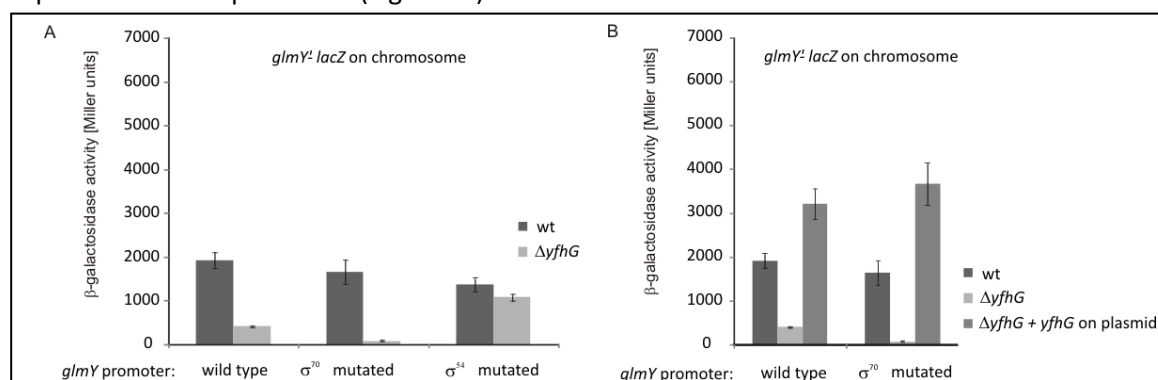 A
B
β-galactosidase activity [Miller units]
7000
6000
5000
4000
3000
2000
1000
0
glmY'- lacZ on chromosome
wt
ΔyfhG
glmY promoter: wild type σ70 mutated σ54 mutated
β-galactosidase activity [Miller units]
7000
6000
5000
4000
3000
2000
1000
0
glmY'- lacZ on chromosome
wt
ΔyfhG
ΔyfhG + yfhG on plasmid
glmY promoter: wild type σ70 mutated